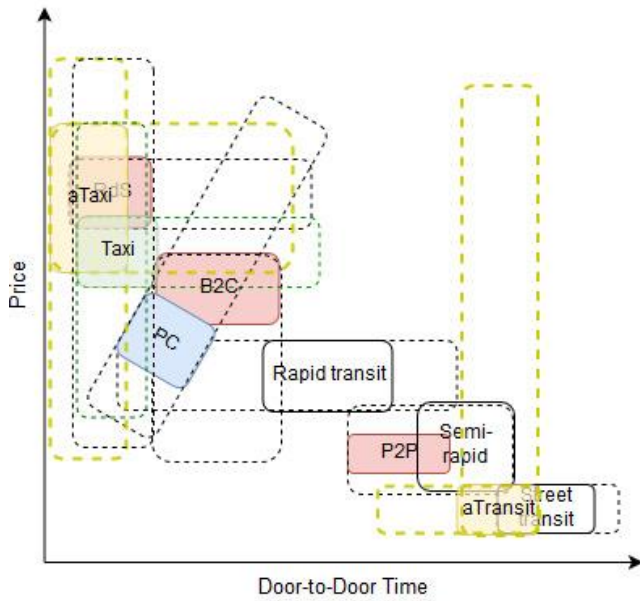 RdS
aTaxi
Taxi
B2C
PC
Price
Rapid transit
Semi-
rapid
P2P
aTransit
Street
transit
Door-to-Door Time